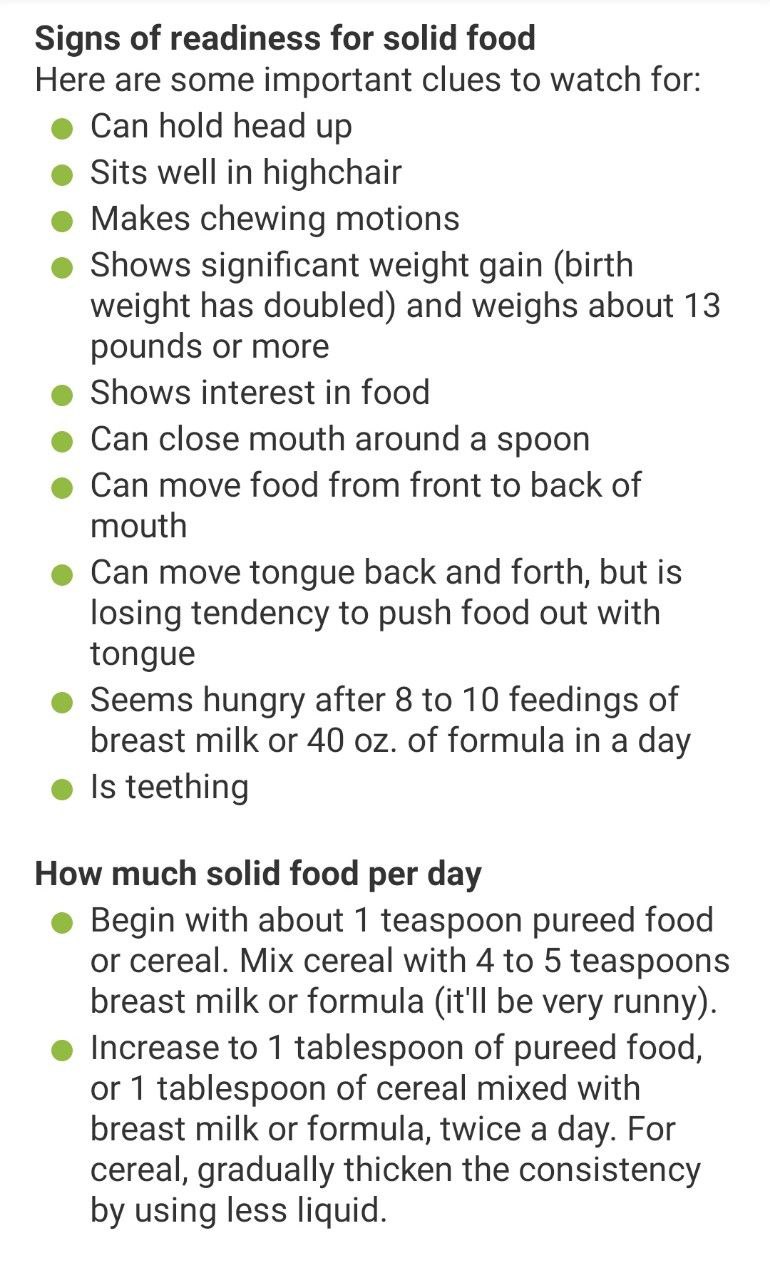 Signs of readiness for solid food
Here are some important clues to watch for:
Can hold head up
Sits well in highchair
Makes chewing motions
Shows significant weight gain (birth
weight has doubled) and weighs about 13
pounds or more
Shows interest in food
Can close mouth around a spoon
Can move food from front to back of
mouth
Can move tongue back and forth, but is
losing tendency to push food out with
tongue
Seems hungry after 8 to 10 feedings of
breast milk or 40 oz. of formula in a day
Is teething
How much solid food per day
Begin with about 1 teaspoon pureed food
or cereal. Mix cereal with 4 to 5 teaspoons
breast milk or formula (it'll be very runny).
Increase to 1 tablespoon of pureed food,
or 1 tablespoon of cereal mixed with
breast milk or formula, twice a day. For
cereal, gradually thicken the consistency
by using less liquid.